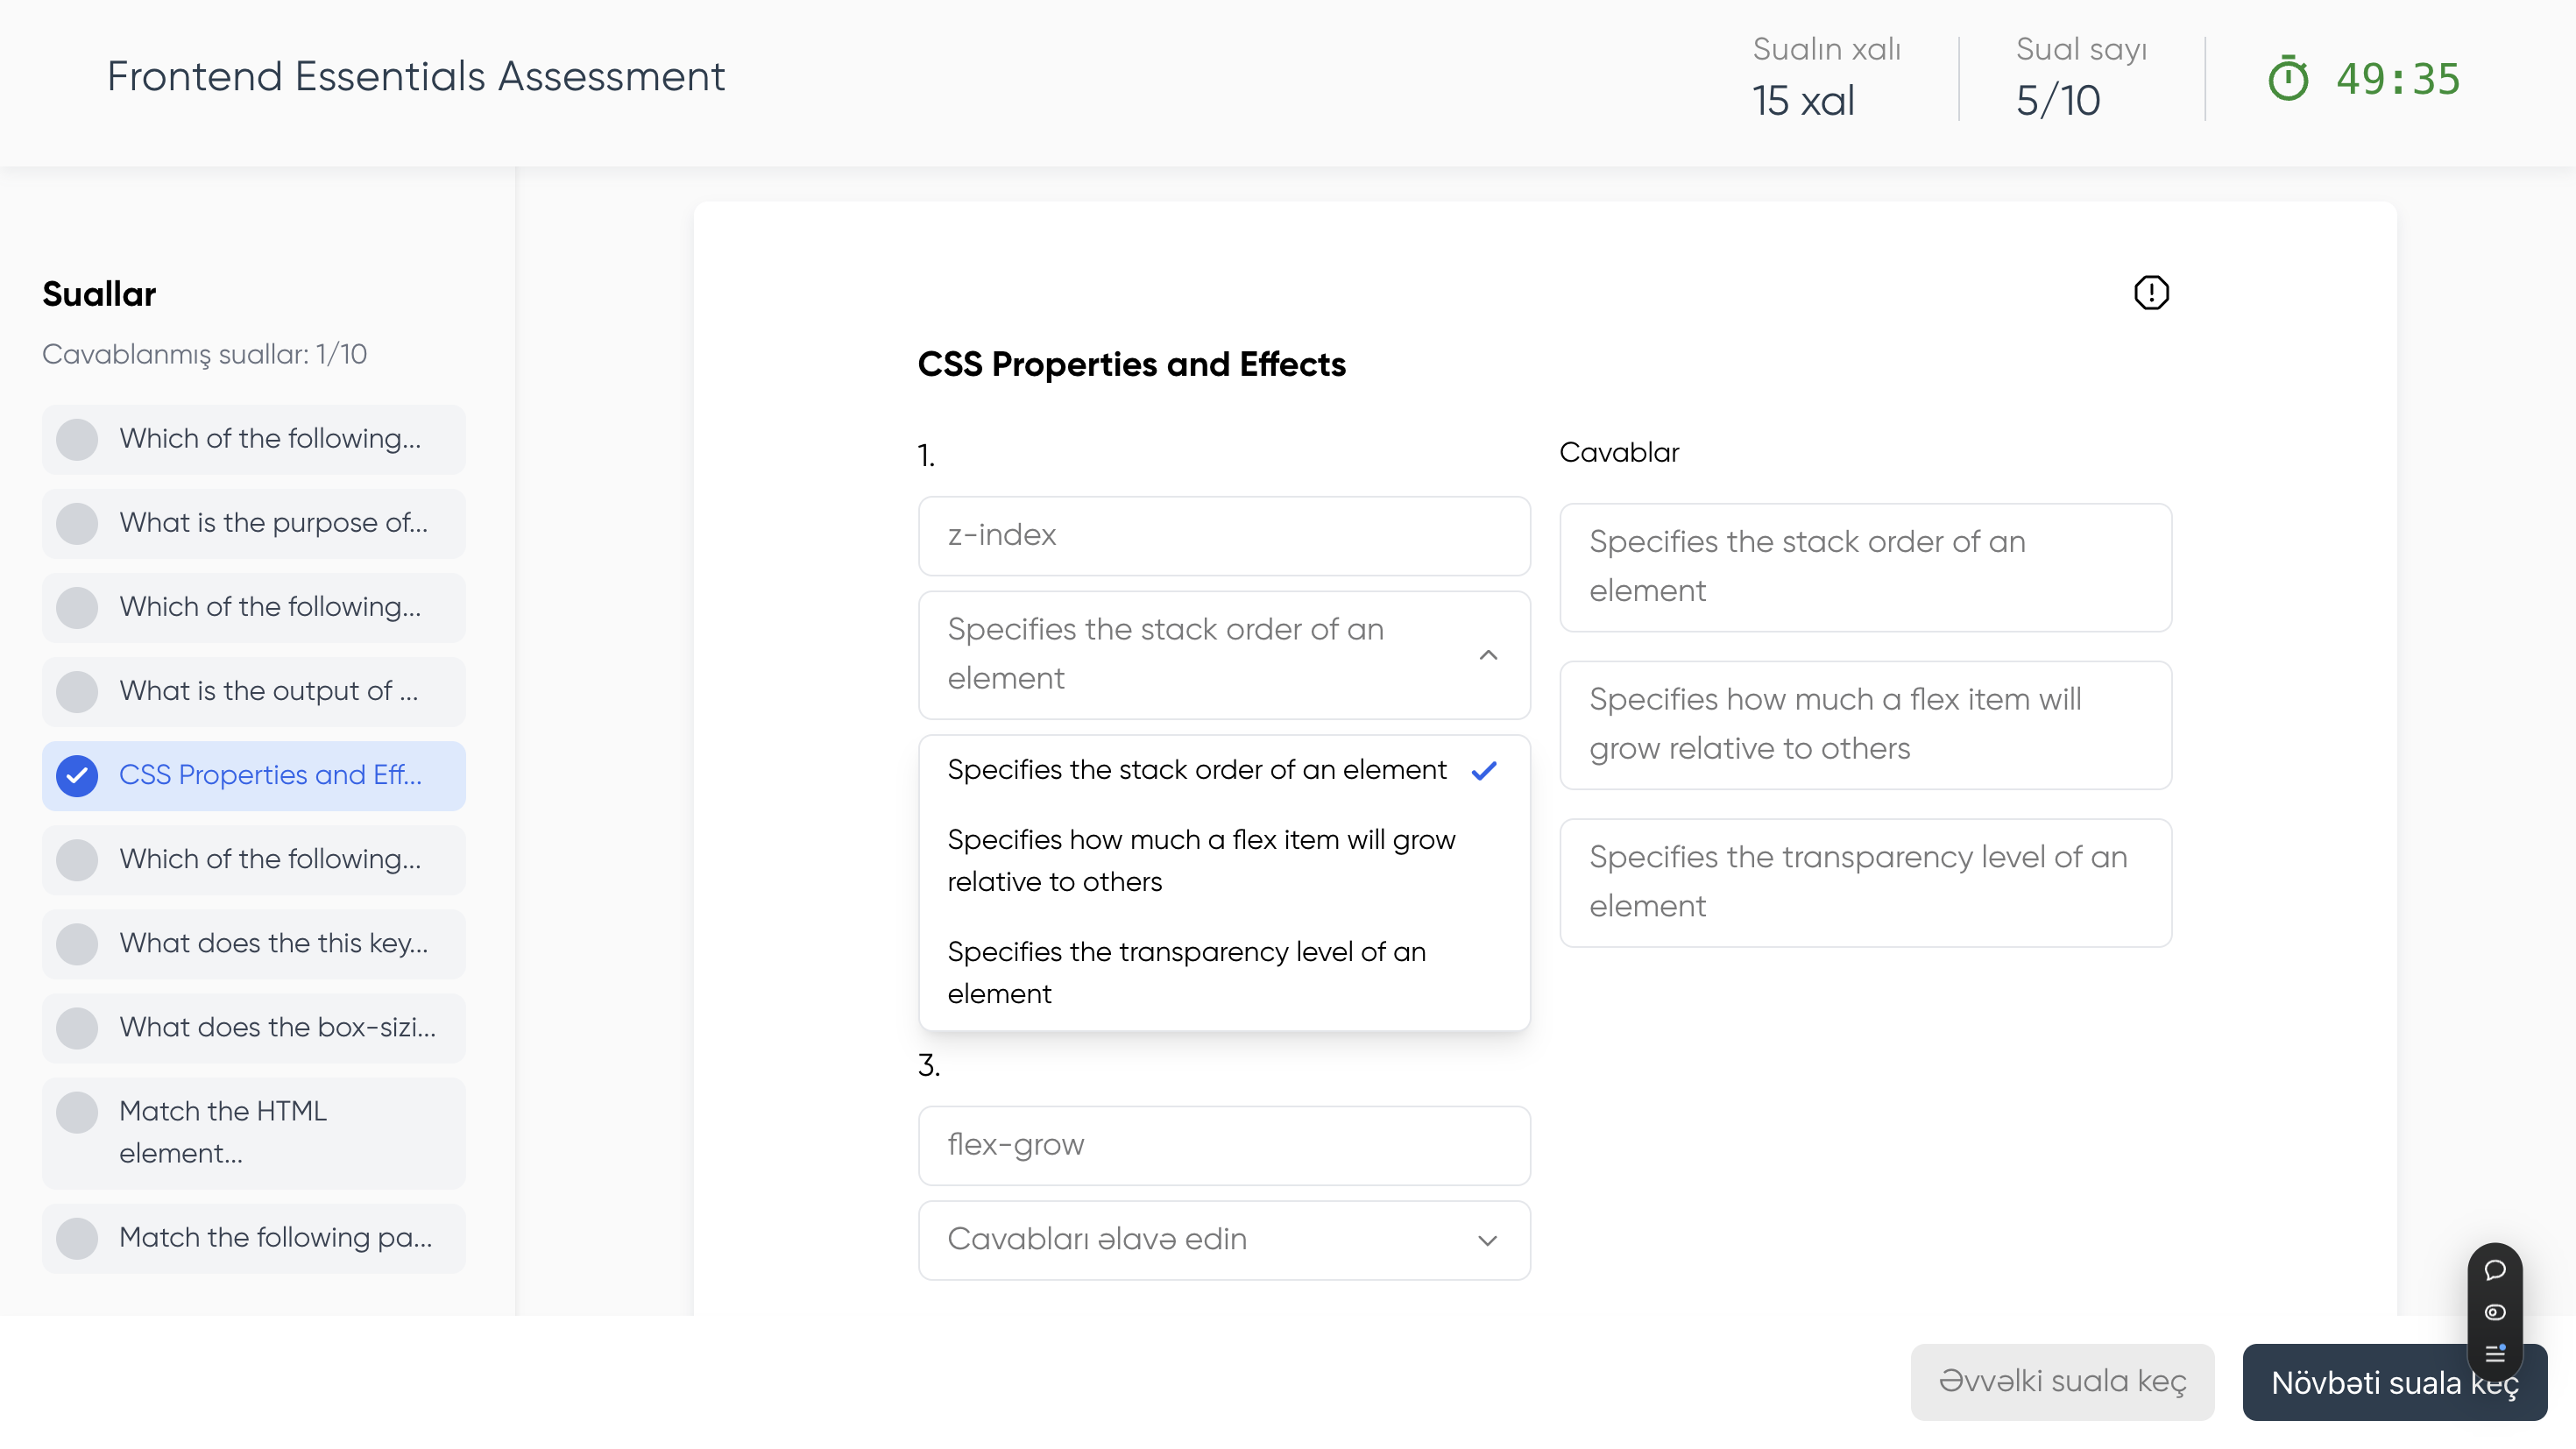 Frontend Essentials Assessment
Sualın xalı
15 xal
Sual sayı
5/10
49:35
Suallar
Cavablanmış suallar: 1/10
Which of the following...
What is the purpose of...
Which of the following...
What is the output of ...
CSS Properties and Eff...
Which of the following...
What does the this key...
What does the box-sizi...
Match the HTML
element...
Match the following pa...
CSS Properties and Effects
1.
z-index
Specifies the stack order of an
element
Specifies the stack order of an element
Specifies how much a flex item will grow
relative to others
Specifies the transparency level of an
element
3.
flex-grow
Cavabları əlavə edin
Cavablar
Specifies the stack order of an
element
Specifies how much a flex item will
grow relative to others
Specifies the transparency level of an
element
Əvvəlki suala keç
Növbəti suala keç